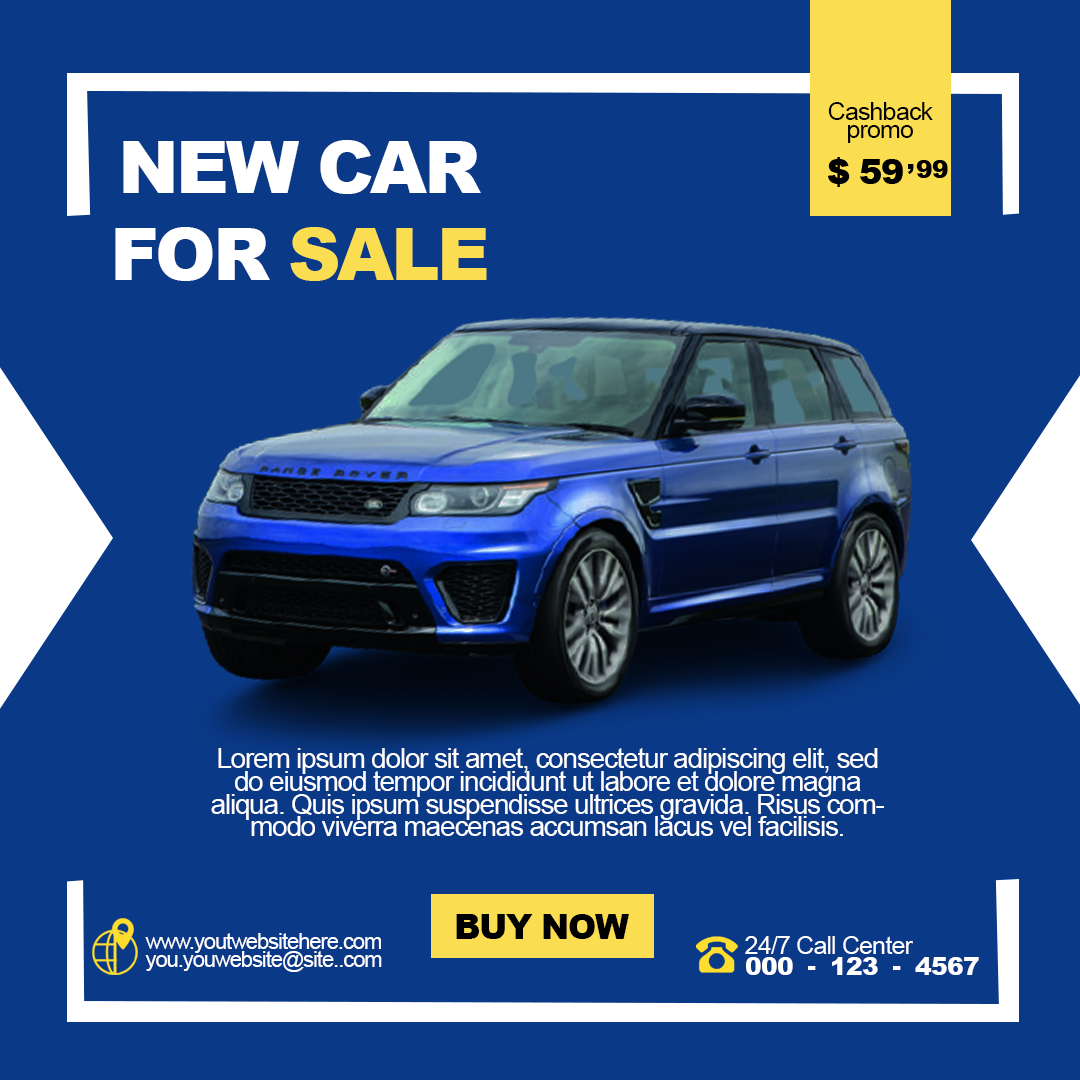 Cashback
promo
$ 59,99
NEW CAR
FOR SALE
RANGE ROVER
Lorem ipsum dolor sit amet, consectetur adipiscing elit, sed
do eiusmod tempor incididunt ut labore et dolore magna
aliqua. Quis ipsum suspendisse ultrices gravida. Risus com-
modo viverra maecenas accumsan lacus vel facilisis.
BUY NOW
www.youtwebsitehere.com
you.youwebsite@site..com
24/7 Call Center
000 - 123 - 4567